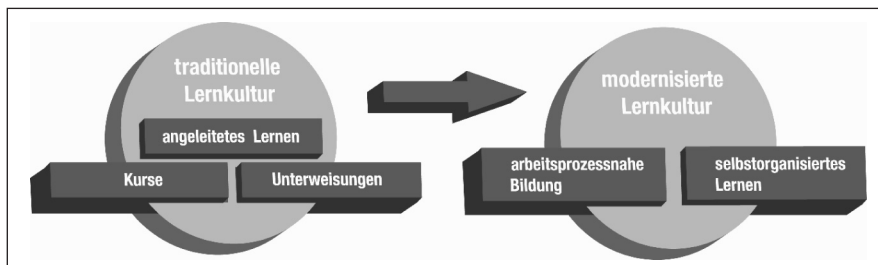 traditionelle
Lernkultur
angeleitetes Lernen
Kurse
Unterweisungen
modernisierte
Lernkultur
arbeitsprozessnahe
Bildung
selbstorganisiertes
Lernen